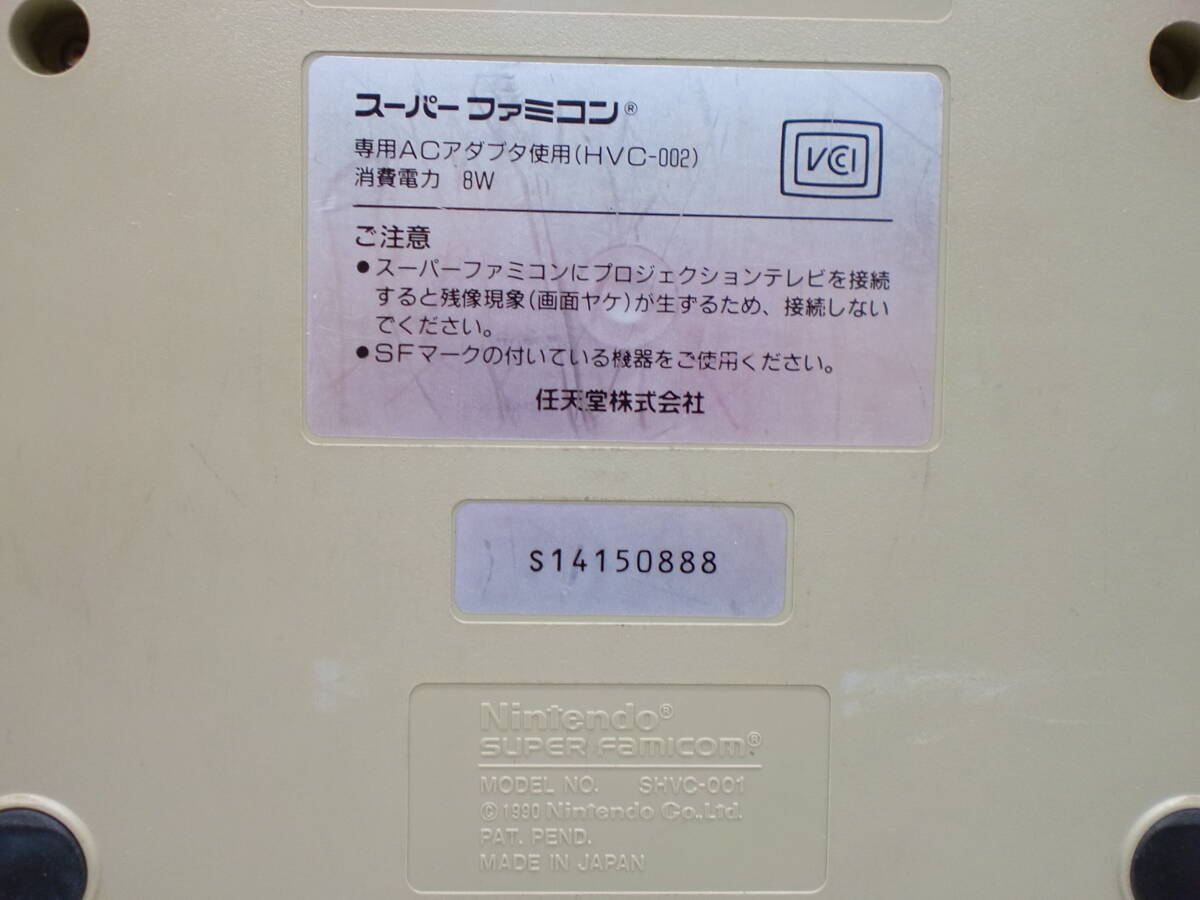 スーパーファミコン®
専用ACアダプタ使用(HVC-002)
消費電力 8W
VCCI
ご注意
●スーパーファミコンにプロジェクションテレビを接続
すると残像現象(画面ヤケ)が生ずるため、接続しない
でください。
●SFマークの付いている機器をご使用ください。
任天堂株式会社
S14150888
Nintendo®
SUPER FAMICOM®
MODEL NO. SHVC-001
©1990 Nintendo Co.,Ltd.
PAT. PEND.
MADE IN JAPAN